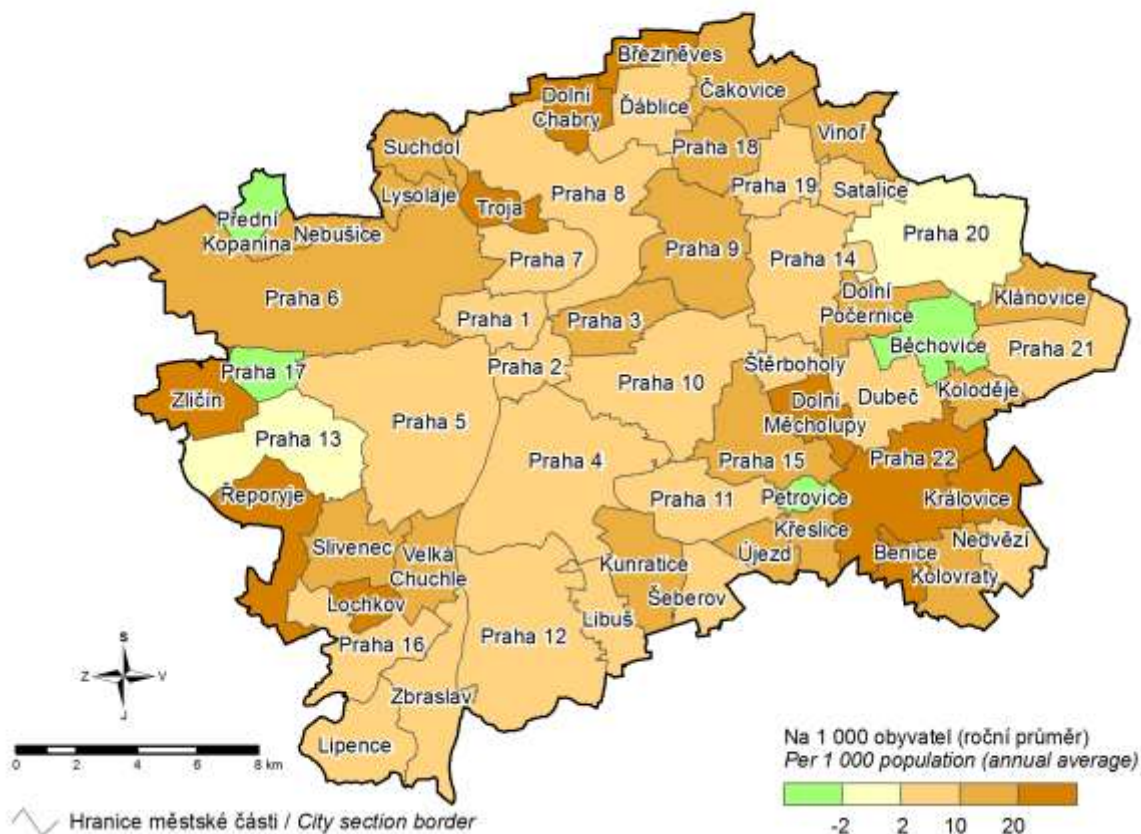 Březiněves
Dolní
Chabry
Ďáblice
Čakovice
Suchdol
Praha 18
Vinoř
Lysolaje
Troja
Praha 8
Praha 19
Satalice
Přední
Kopanina
Nebušice
Praha 7
Praha 9
Praha 14
Praha 20
Praha 6
Praha 1
Praha 3
Dolní
Počernice
Klánovice
Praha 17
Praha 2
Štěrboholy
Běchovice
Praha 21
Zličín
Praha 5
Praha 10
Dolní
Měcholupy
Dubeč
Koloděje
Praha 13
Praha 4
Praha 15
Praha 22
Řeporyje
Praha 11
Petrovice
Královice
Slivenec
Velká
Chuchle
Kunratice
Újezd
Křeslice
Benice
Nedvězí
Kolovraty
Lochkov
Šeberov
Libuš
Praha 16
Praha 12
Zbraslav
Lipence
S
Z V
J
0 2 4 6 8 km
Hranice městské části / City section border
Na 1 000 obyvatel (roční průměr)
Per 1 000 population (annual average)
-2 2 10 20